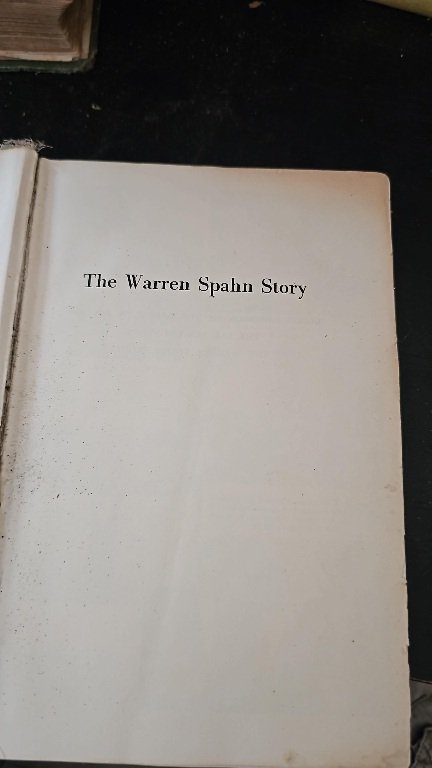 The Warren Spahn Story